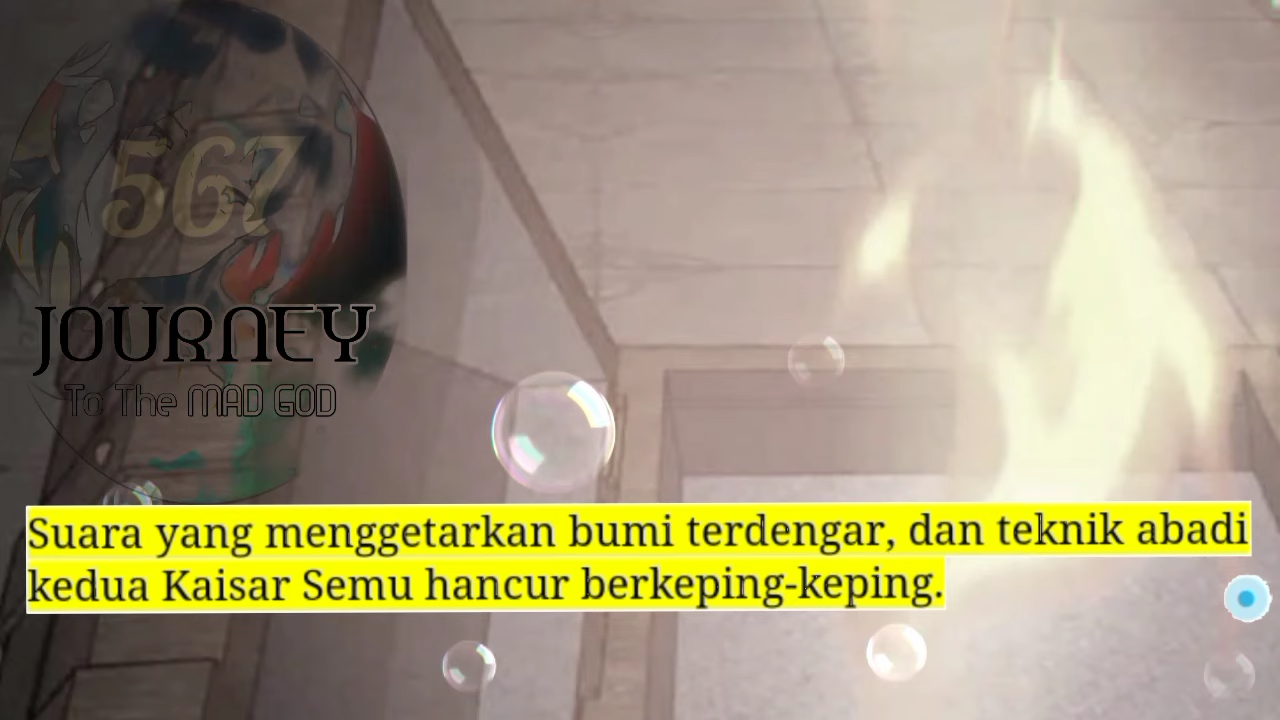 567
JOURNEY
To The MAD GOD
Suara yang menggetarkan bumi terdengar, dan teknik abadi
kedua Kaisar Semu hancur berkeping-keping.